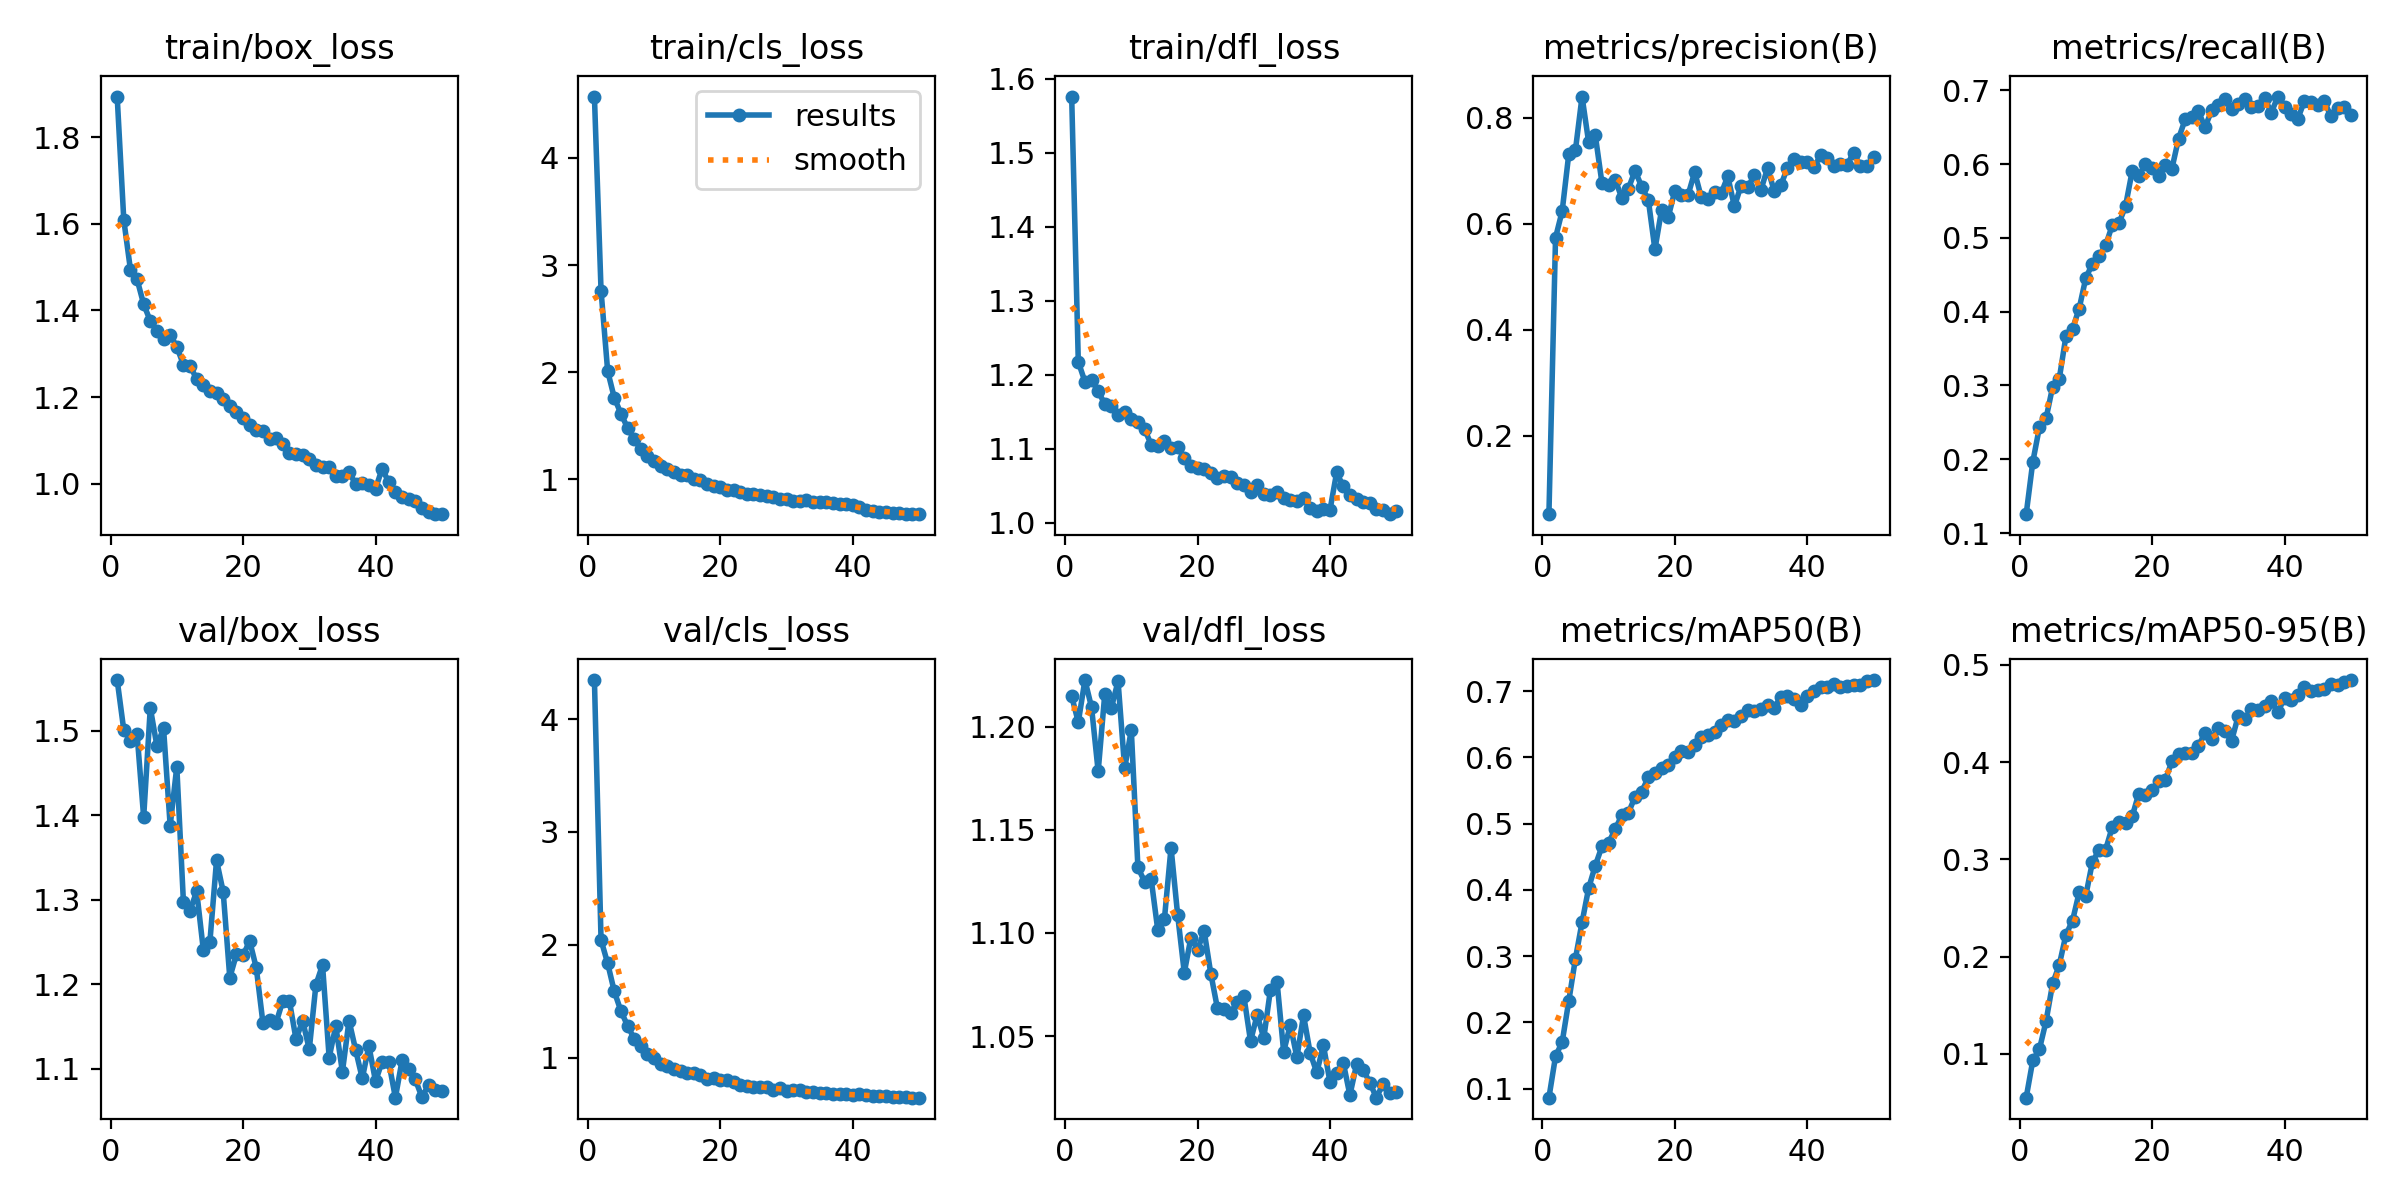 train/box_loss
1.8
1.6
1.4
1.2
1.0
0 20 40
train/cls_loss
results
smooth
4
3
2
1
0 20 40
train/dfl_loss
1.6
1.5
1.4
1.3
1.2
1.1
1.0
0 20 40
metrics/precision(B)
0.8
0.6
0.4
0.2
0 20 40
metrics/recall(B)
0.7
0.6
0.5
0.4
0.3
0.2
0.1
0 20 40
val/box_loss
1.5
1.4
1.3
1.2
1.1
0 20 40
val/cls_loss
4
3
2
1
0 20 40
val/dfl_loss
1.20
1.15
1.10
1.05
0 20 40
metrics/mAP50(B)
0.7
0.6
0.5
0.4
0.3
0.2
0.1
0 20 40
metrics/mAP50-95(B)
0.5
0.4
0.3
0.2
0.1
0 20 40